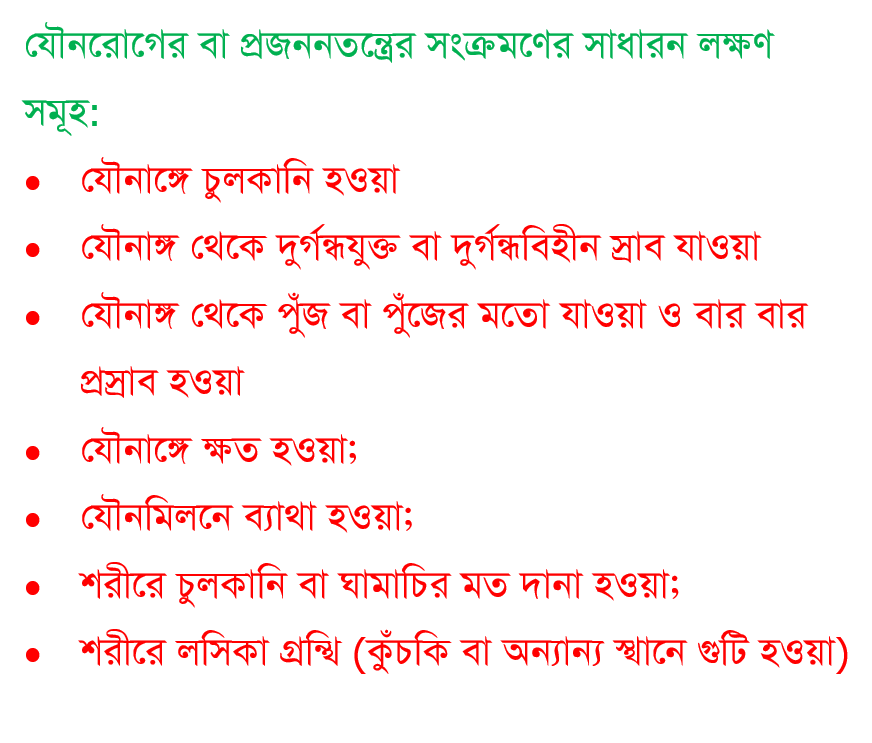 যৌনরোগের বা প্রজননতন্ত্রের সংক্রমণের সাধারন লক্ষণ
সমূহ:
• যৌনাঙ্গে চুলকানি হওয়া
• যৌনাঙ্গ থেকে দুর্গন্ধযুক্ত বা দুর্গন্ধবিহীন স্রাব যাওয়া
• যৌনাঙ্গ থেকে পুঁজ বা পুঁজের মতো যাওয়া ও বার বার
প্রস্রাব হওয়া
• যৌনাঙ্গে ক্ষত হওয়া;
• যৌনমিলনে ব্যাথা হওয়া;
• শরীরে চুলকানি বা ঘামাচির মত দানা হওয়া;
• শরীরে লসিকা গ্রন্থি (কুঁচকি বা অন্যান্য স্থানে গুটি হওয়া)